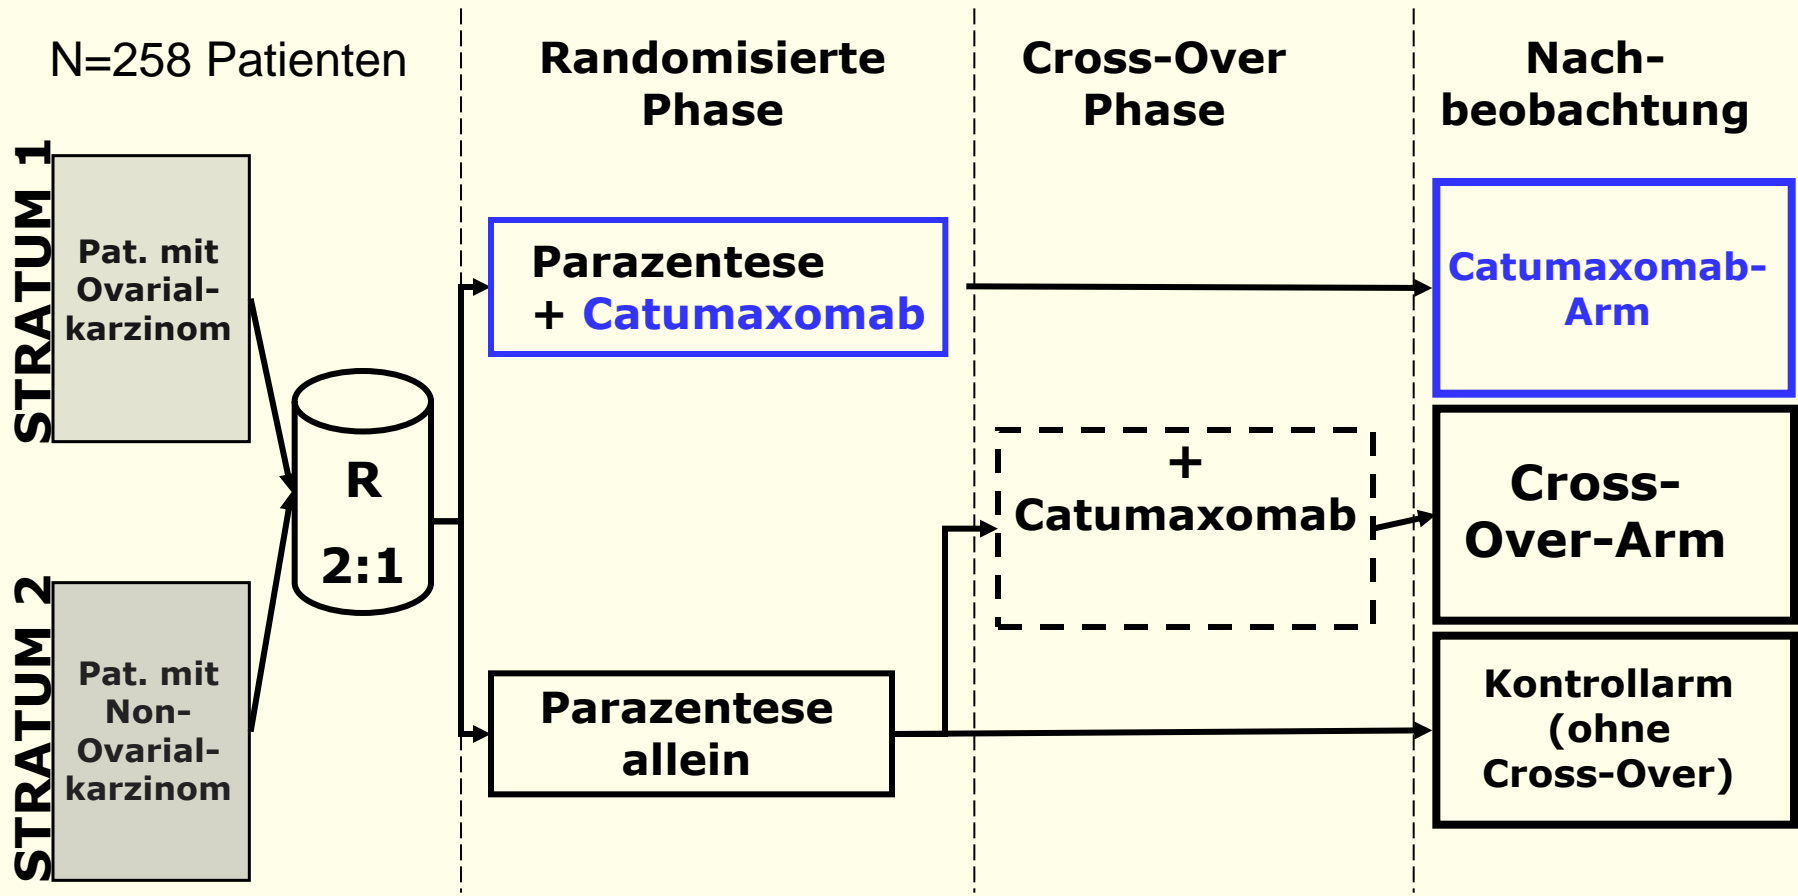 N=258 Patienten
Randomisierte
Phase
Cross-Over
Phase
Nach-
beobachtung
STRATUM 1
Pat. mit
Ovarial-
karzinom
STRATUM 2
Pat. mit
Non-
Ovarial-
karzinom
R
2:1
Parazentese
+ Catumaxomab
Parazentese
allein
+
Catumaxomab
Catumaxomab-
Arm
Cross-
Over-Arm
Kontrollarm
(ohne
Cross-Over)